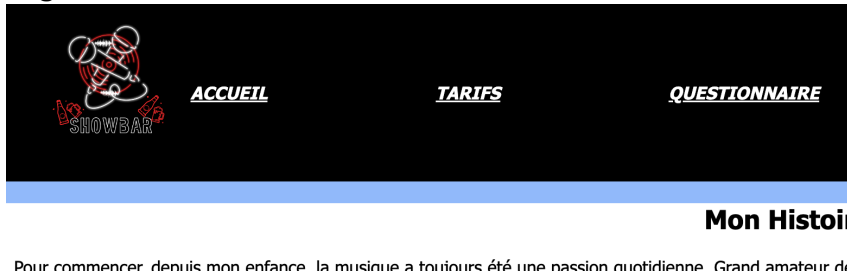 SHOWBAR
ACCUEIL TARIFS QUESTIONNAIRE
Mon Histoir
Pour commencer, depuis mon enfance, la musique a toujours été une passion quotidienne. Grand amateur de